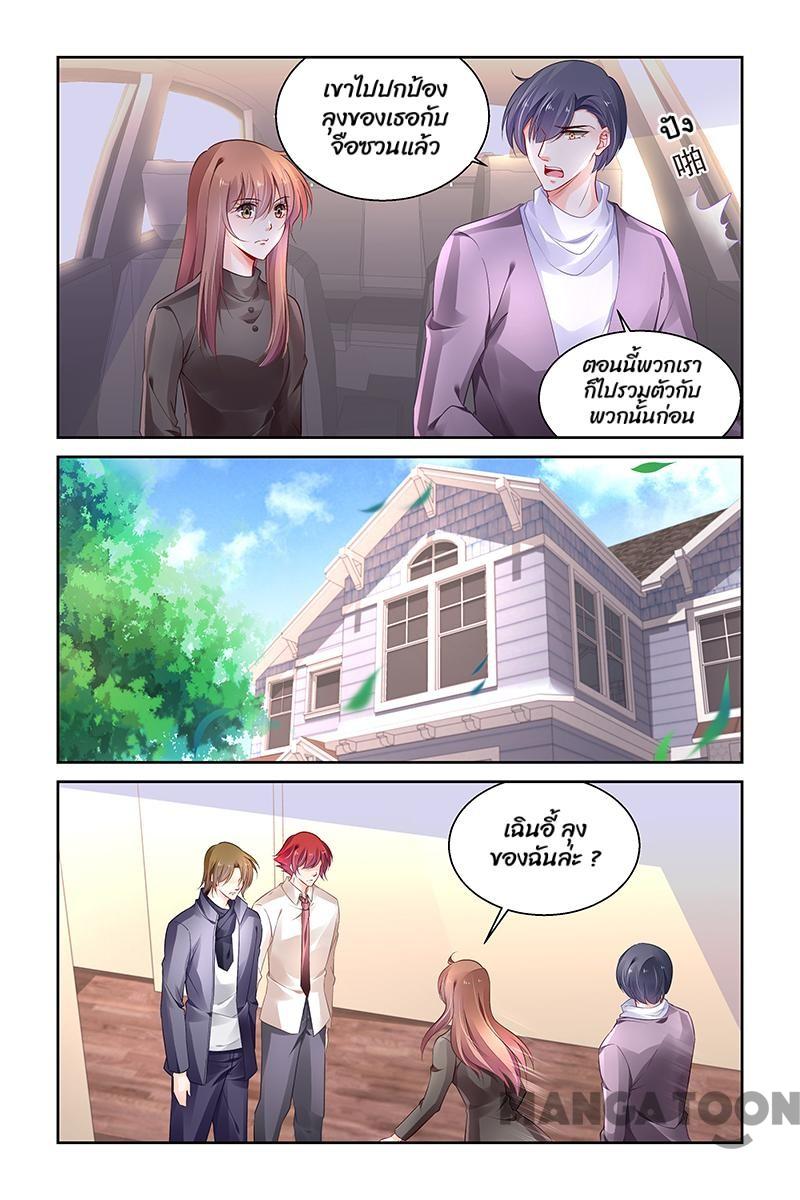 เขาไปปกป้อง
ลุงของเธอกับ
จือซวนแล้ว
ปัง
啪
ตอนนี้พวกเรา
ก็ไปรวมตัวกับ
พวกนั้นก่อน
เฉินอี้ ลุง
ของฉันล่ะ ?
MANGATOON